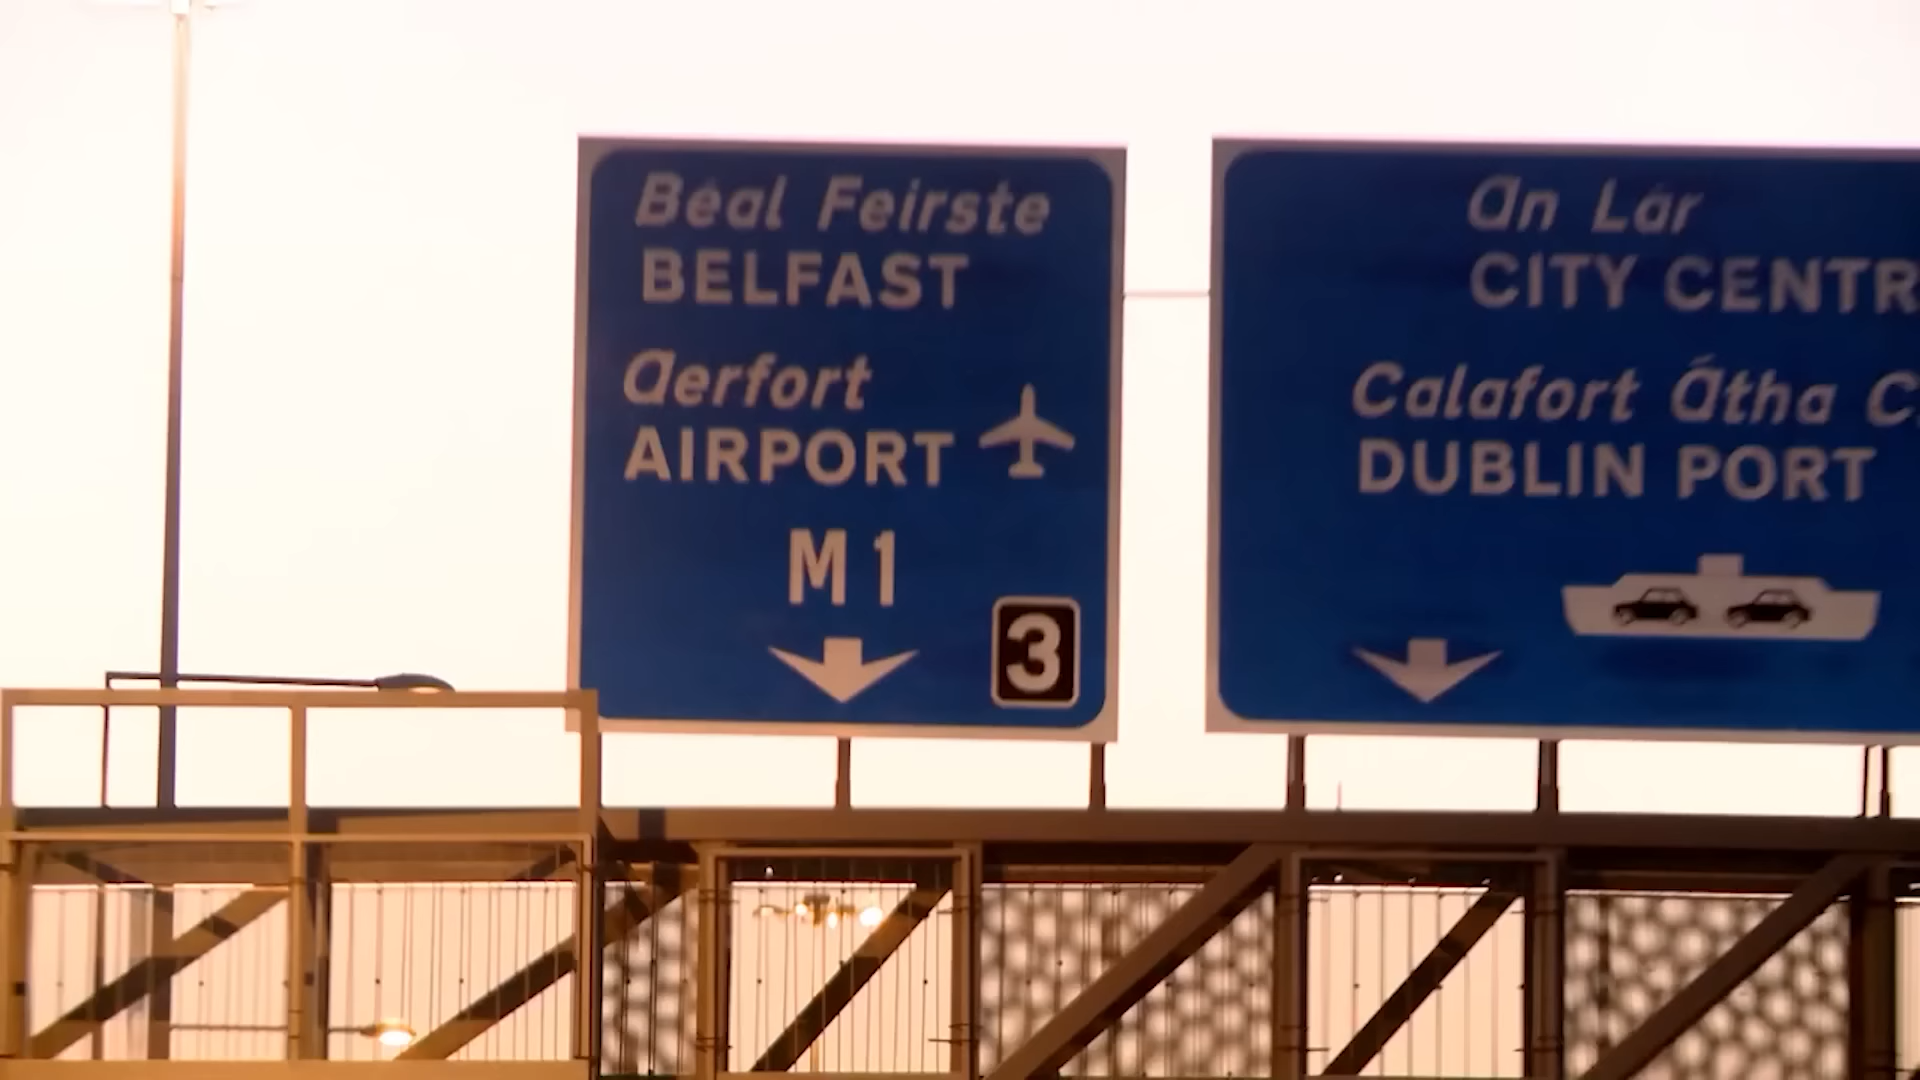 Béal Feirste
BELFAST
Aerfort
AIRPORT
M1
3
An Lár
CITY CENTR
Calafort Átha C
DUBLIN PORT